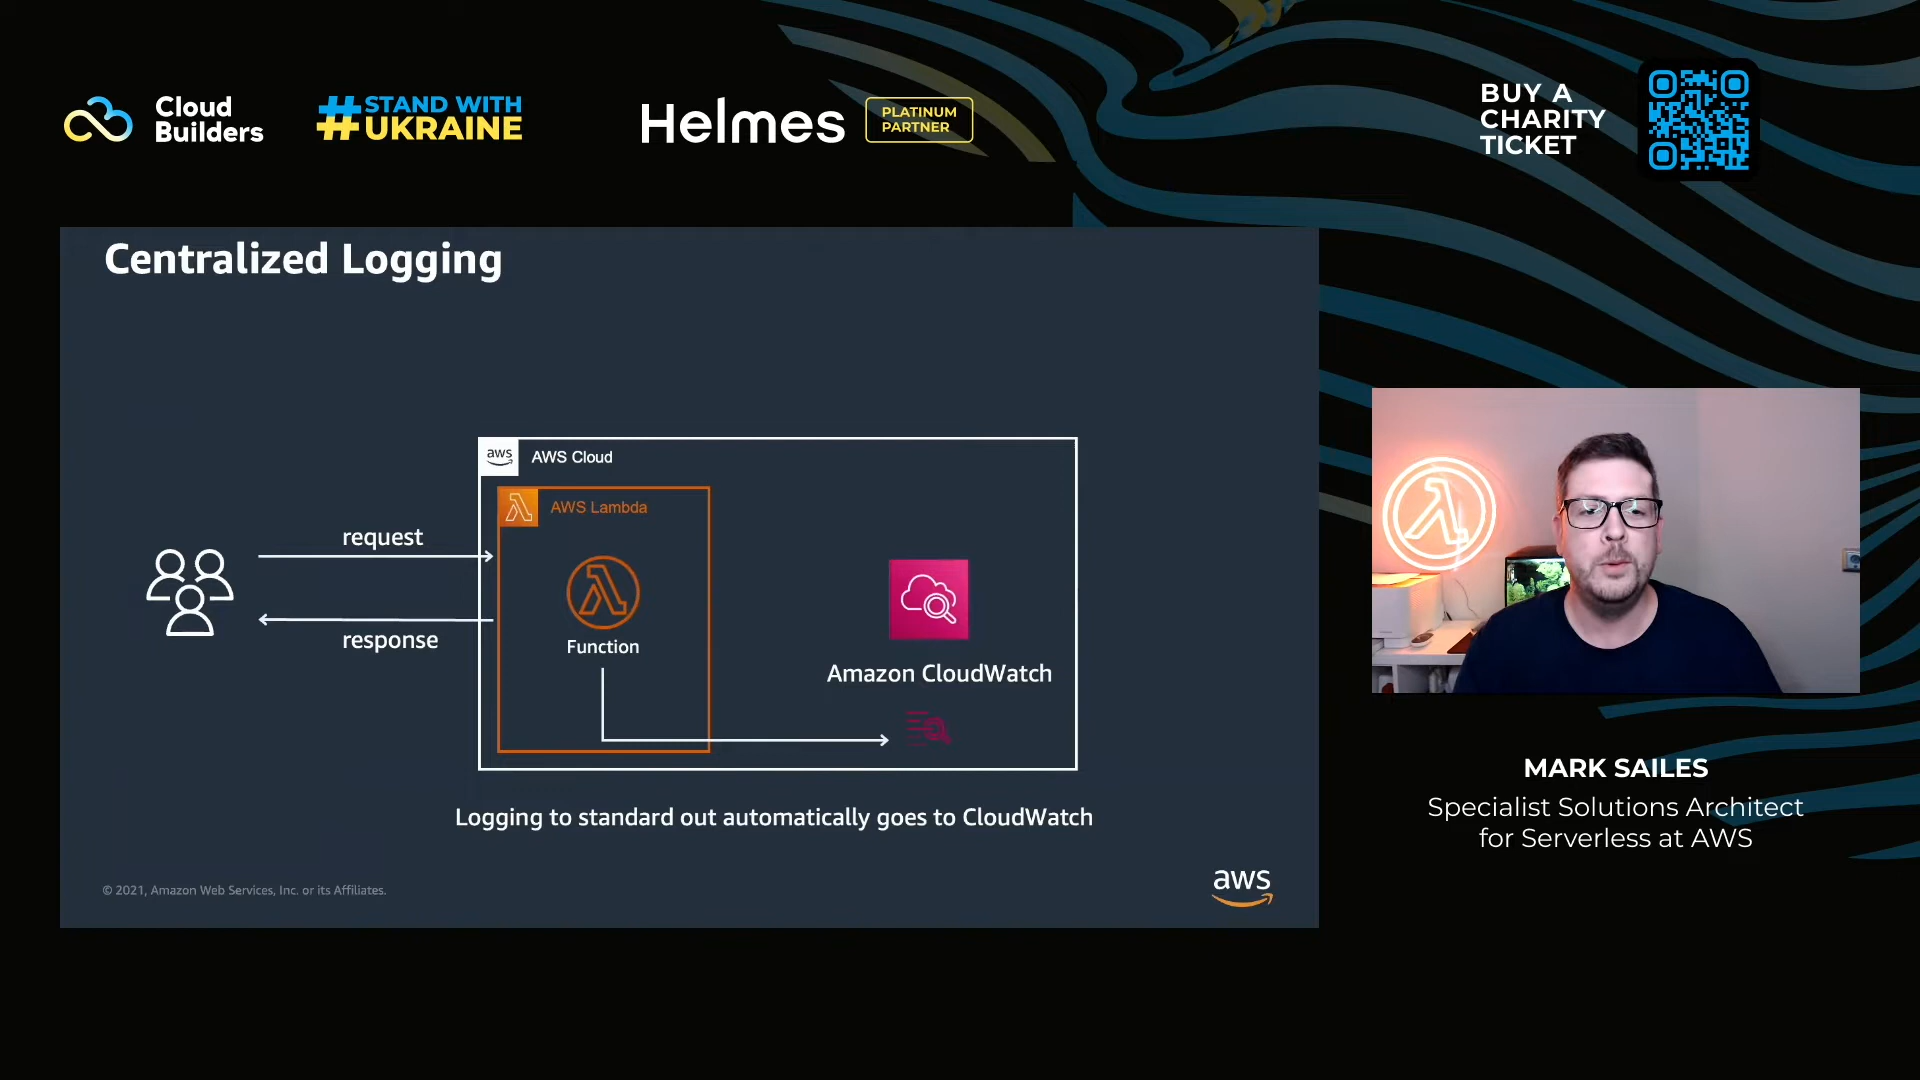 Cloud
Builders
#STAND WITH
UKRAINE
Helmes
PLATINUM
PARTNER
BUY A
CHARITY
TICKET
Centralized Logging
aws
AWS Cloud
AWS Lambda
request
response
Function
Amazon CloudWatch
Logging to standard out automatically goes to CloudWatch
© 2021, Amazon Web Services, Inc. or its Affiliates.
aws
MARK SAILES
Specialist Solutions Architect
for Serverless at AWS